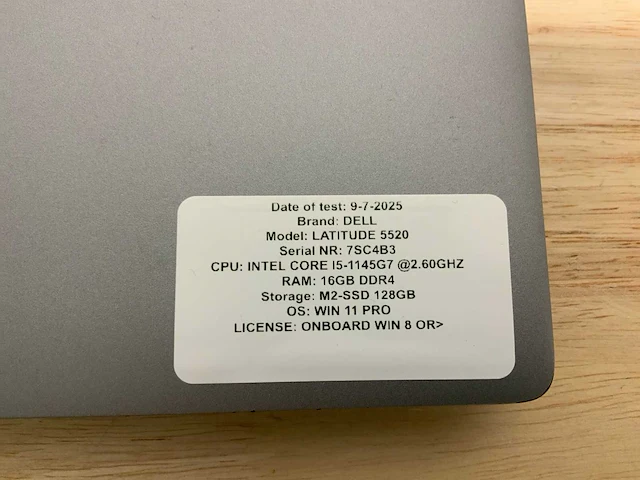 Date of test: 9-7-2025
Brand: DELL
Model: LATITUDE 5520
Serial NR: 7SC4B3
CPU: INTEL CORE I5-1145G7 @2.60GHZ
RAM: 16GB DDR4
Storage: M2-SSD 128GB
OS: WIN 11 PRO
LICENSE: ONBOARD WIN 8 OR>